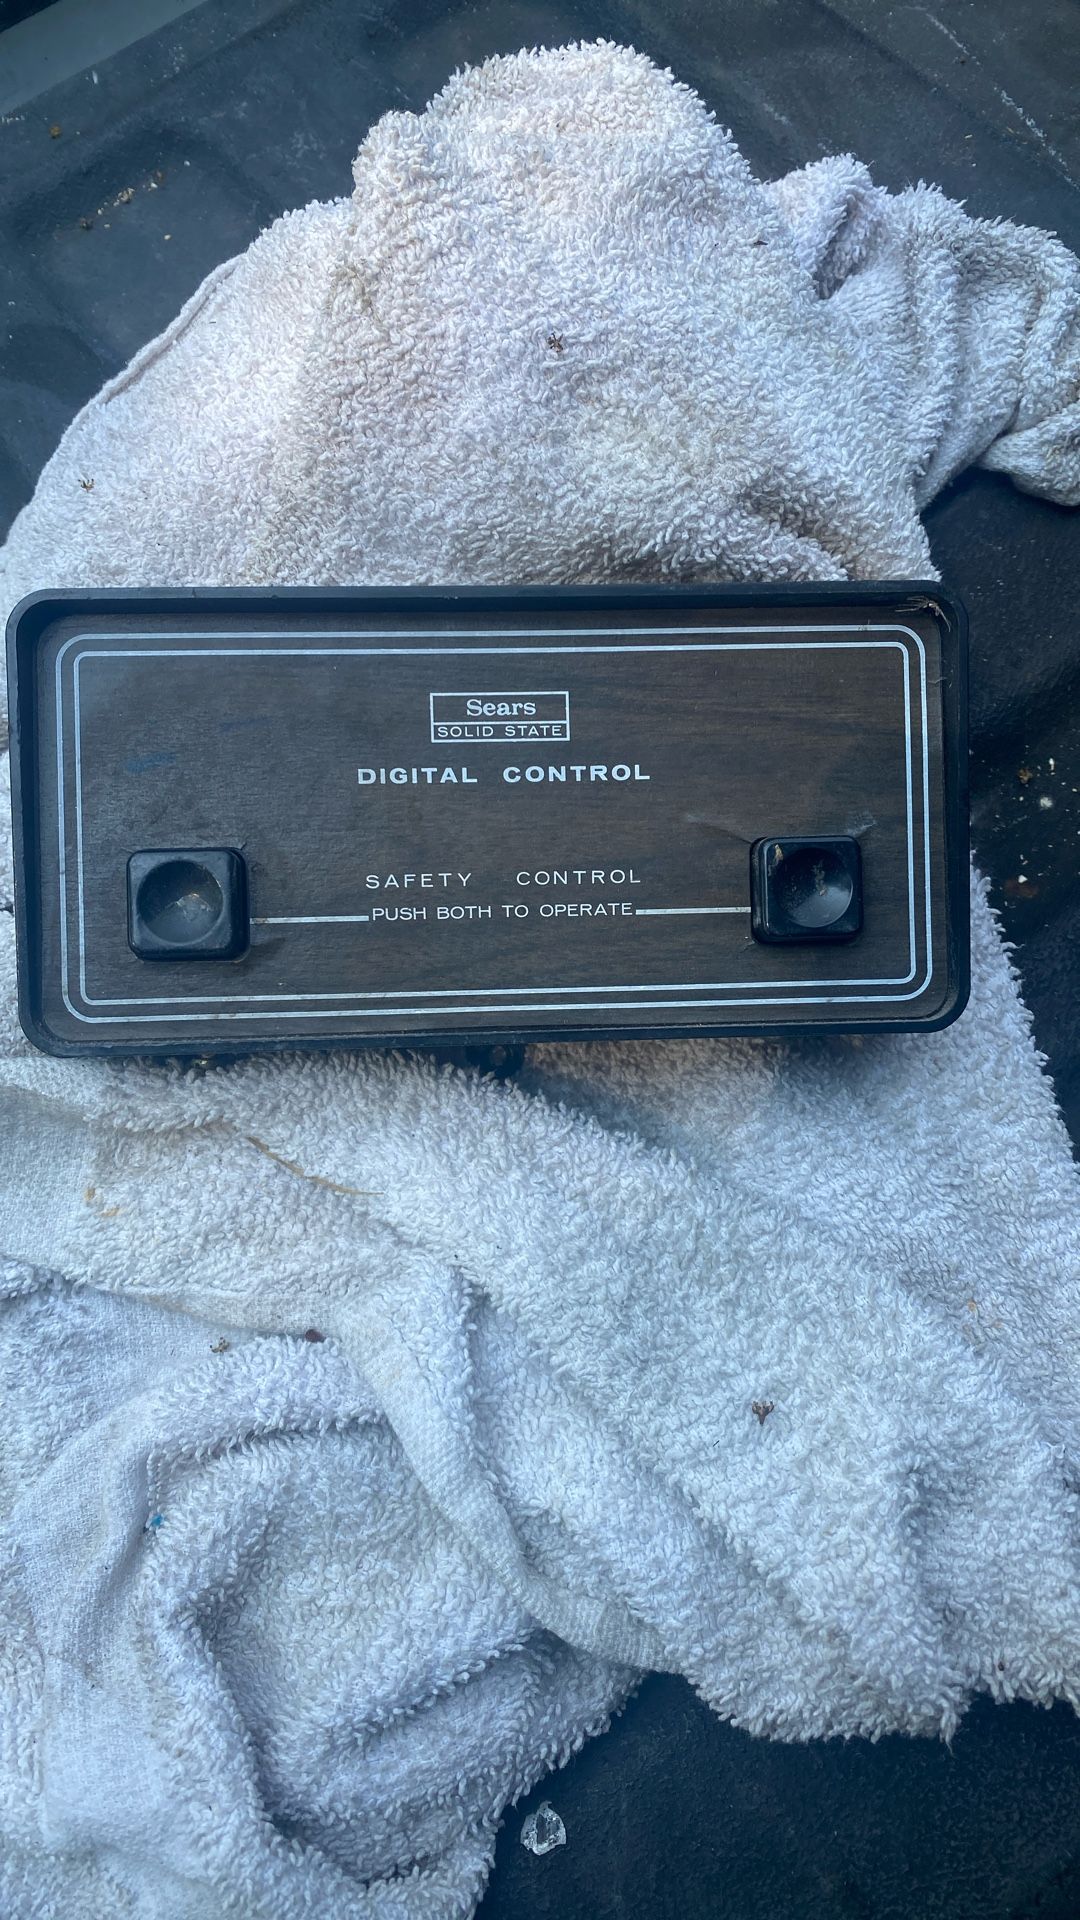 Sears
SOLID STATE
DIGITAL CONTROL
SAFETY CONTROL
PUSH BOTH TO OPERATE